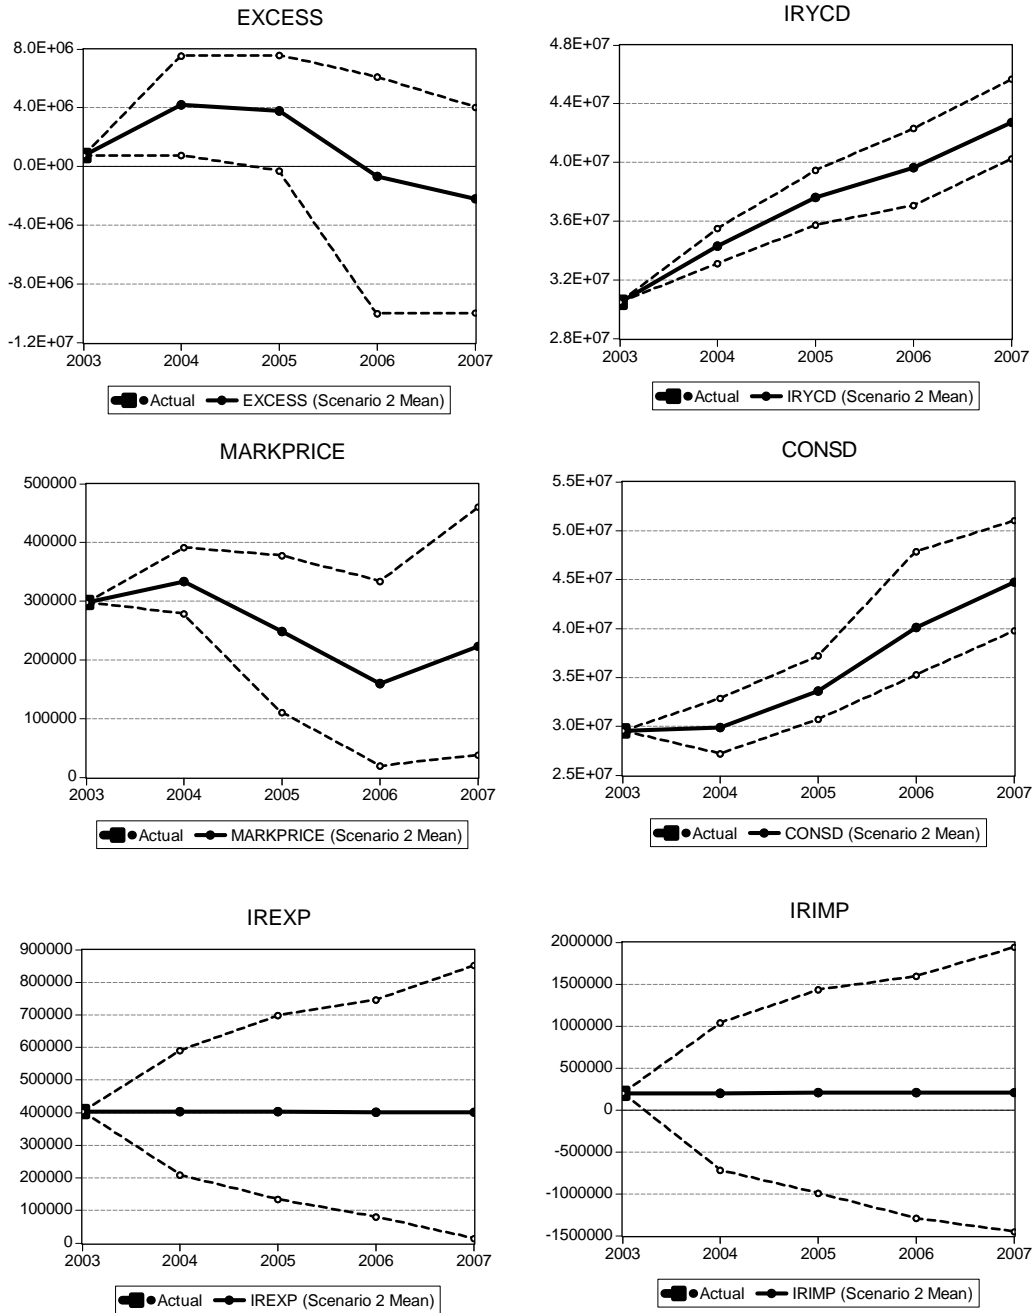 EXCESS
8.0E+06
4.0E+06
0.0E+00
-4.0E+06
-8.0E+06
-1.2E+07
2003 2004 2005 2006 2007
Actual EXCESS (Scenario 2 Mean)
IRYCD
4.8E+07
4.4E+07
4.0E+07
3.6E+07
3.2E+07
2.8E+07
2003 2004 2005 2006 2007
Actual IRYCD (Scenario 2 Mean)
MARKPRICE
500000
400000
300000
200000
100000
0
2003 2004 2005 2006 2007
Actual MARKPRICE (Scenario 2 Mean)
CONSD
5.5E+07
5.0E+07
4.5E+07
4.0E+07
3.5E+07
3.0E+07
2.5E+07
2003 2004 2005 2006 2007
Actual CONSD (Scenario 2 Mean)
IREXP
900000
800000
700000
600000
500000
400000
300000
200000
100000
0
2003 2004 2005 2006 2007
Actual IREXP (Scenario 2 Mean)
IRIMP
2000000
1500000
1000000
500000
0
-500000
-1000000
-1500000
2003 2004 2005 2006 2007
Actual IRIMP (Scenario 2 Mean)